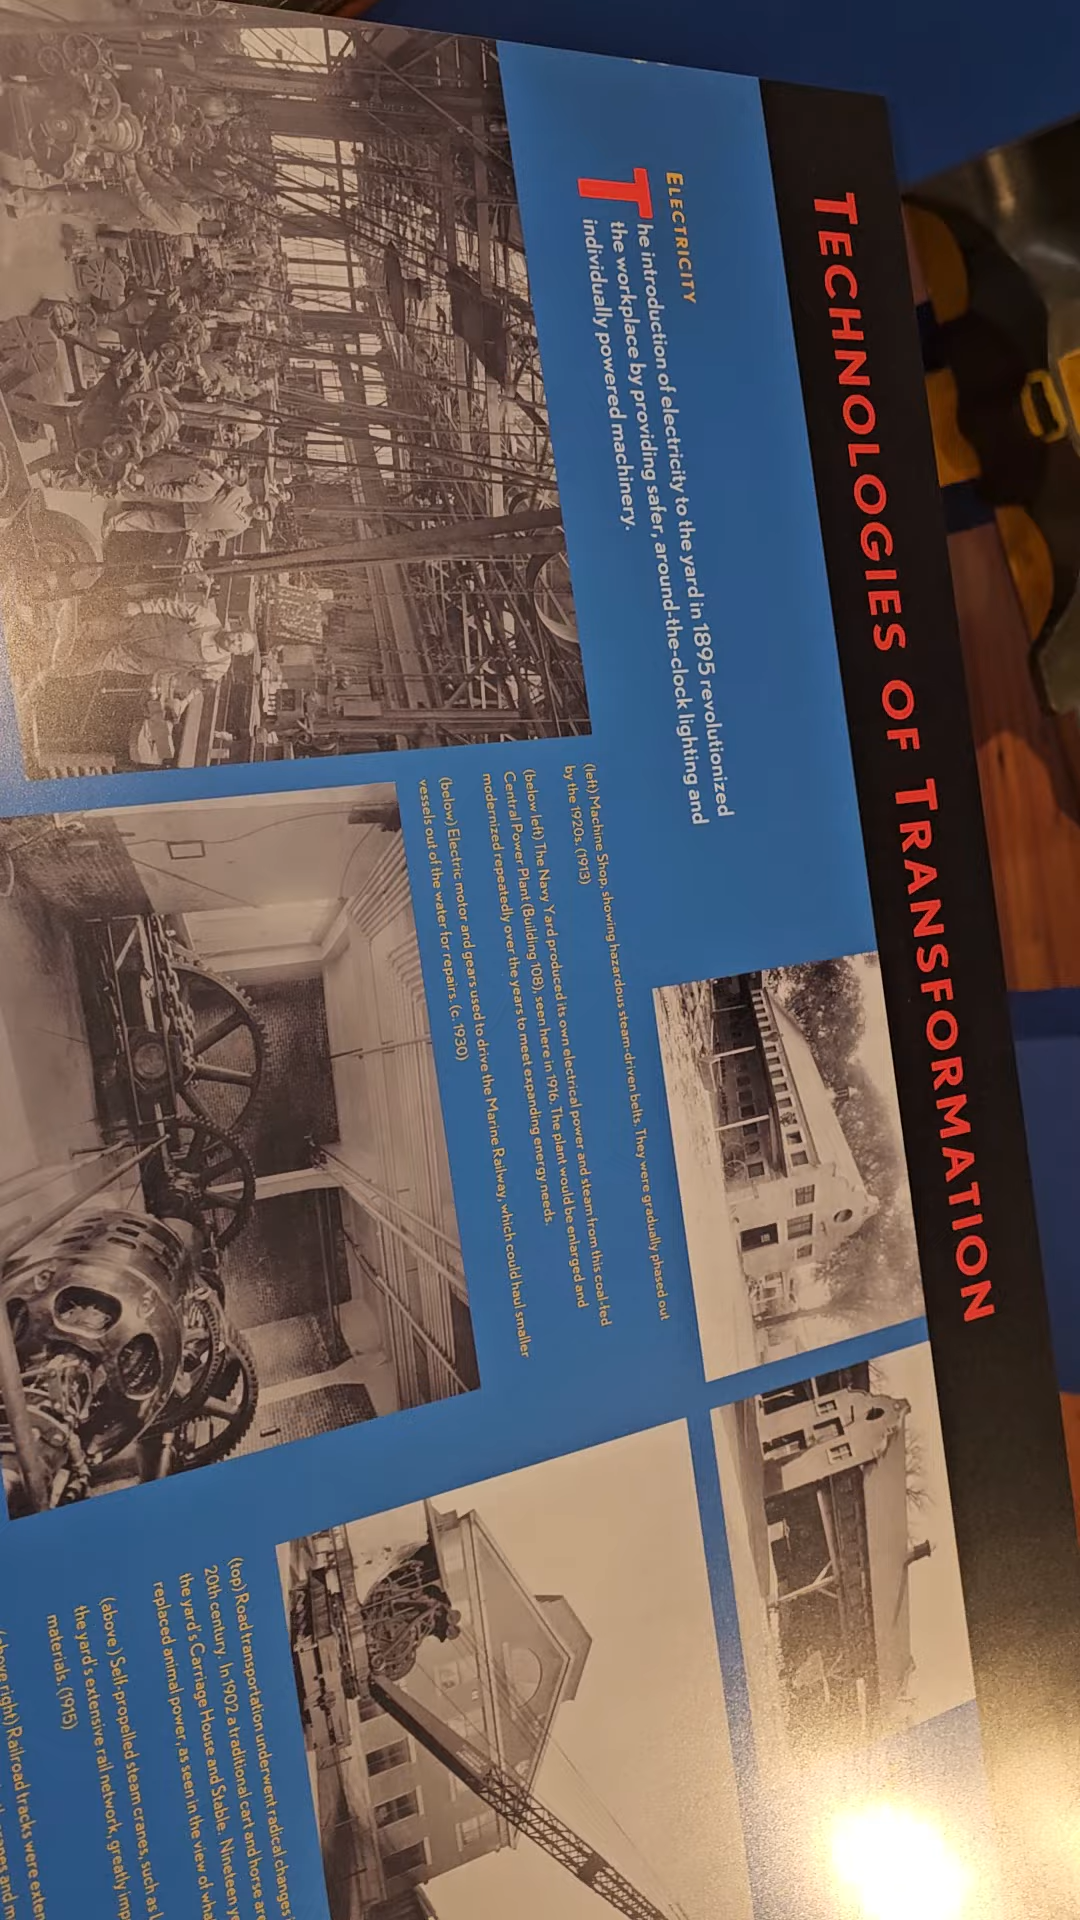 TECHNOLOGIES OF TRANSFORMATION
ELECTRICITY
The introduction of electricity to the yard in 1895 revolutionized
the workplace by providing safer, around-the-clock lighting and
individually powered machinery.
(left) Machine Shop, showing hazardous steam-driven belts. They were gradually phased out
by the 1920s. (1913)
(below left) The Navy Yard produced its own electrical power and steam from this coal-fed
Central Power Plant (Building 108), seen here in 1916. The plant would be enlarged and
modernized repeatedly over the years to meet expanding energy needs.
(below) Electric motor and gears used to drive the Marine Railway, which could haul smaller
vessels out of the water for repairs. (c. 1930)
(top) Road transportation underwent radical changes
20th century. In 1902 a traditional cart and horse are
the yard's Carriage House and Stable. Nineteen
replaced animal power, as seen in the view of
(above) Self-propelled steam cranes, such as
the yard's extensive rail network, greatly
materials. (1915)
right) Railroad tracks were
and